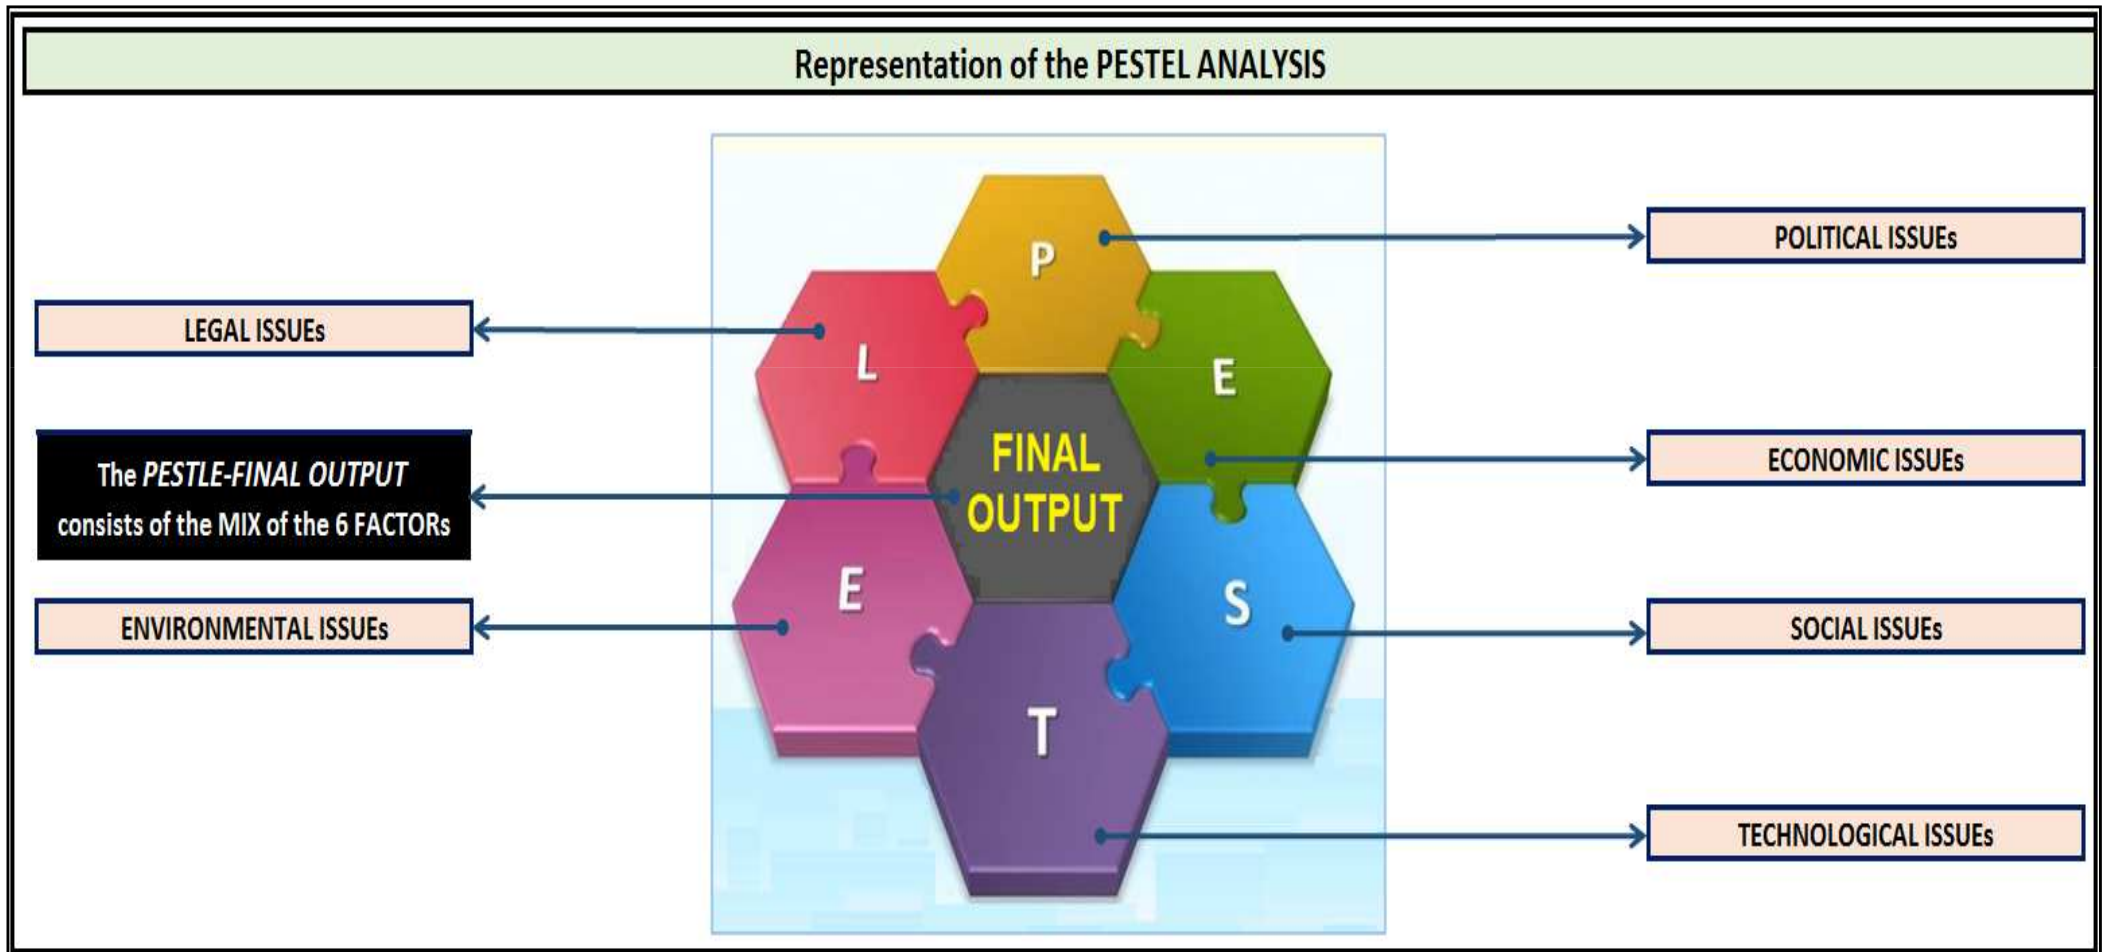 Representation of the PESTEL ANALYSIS
P
POLITICAL ISSUEs
LEGAL ISSUEs
L
E
FINAL
OUTPUT
The PESTLE-FINAL OUTPUT
consists of the MIX of the 6 FACTORs
ECONOMIC ISSUEs
E
S
ENVIRONMENTAL ISSUEs
SOCIAL ISSUEs
T
TECHNOLOGICAL ISSUEs